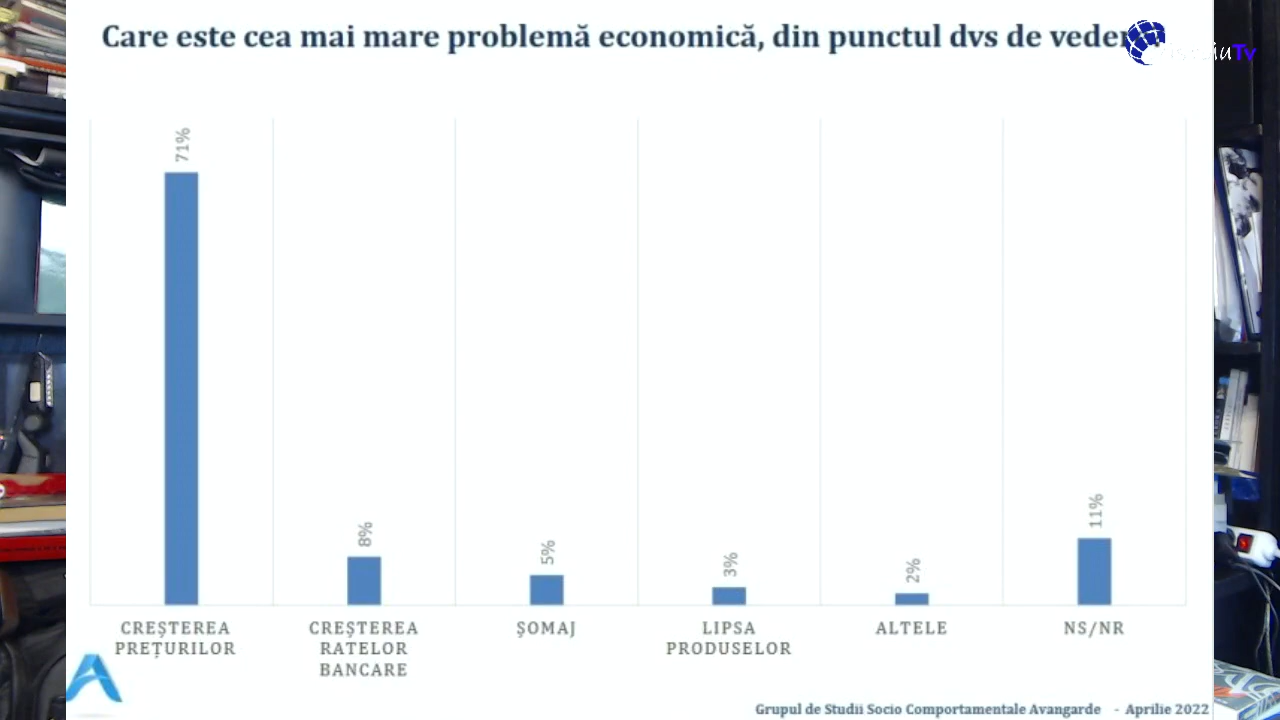 Care este cea mai mare problemă economică, din punctul dvs de
Tv
71%
8%
5%
3%
2%
11%
CREȘTEREA PREȚURILOR
CREȘTEREA RATELOR BANCARE
ȘOMAJ
LIPSA PRODUSELOR
ALTELE
NS/NR
Grupul de Studii Socio Comportamentale Avangarde - Aprilie 2022